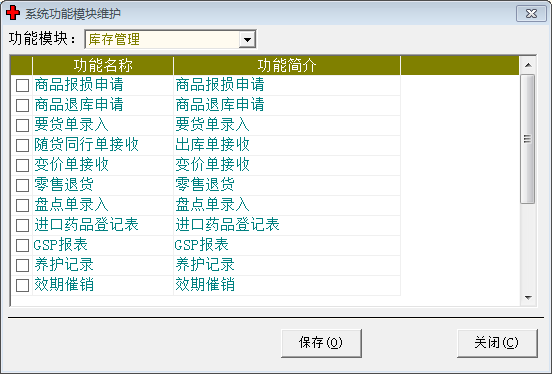 系统功能模块维护
功能模块： 库存管理
功能名称 功能简介
商品报损申请 商品报损申请
商品退库申请 商品退库申请
要货单录入 要货单录入
随货同行单接收 出库单接收
变价单接收 变价单接收
零售退货 零售退货
盘点单录入 盘点单录入
进口药品登记表 进口药品登记表
GSP报表 GSP报表
养护记录 养护记录
效期催销 效期催销
保存(O) 关闭(C)